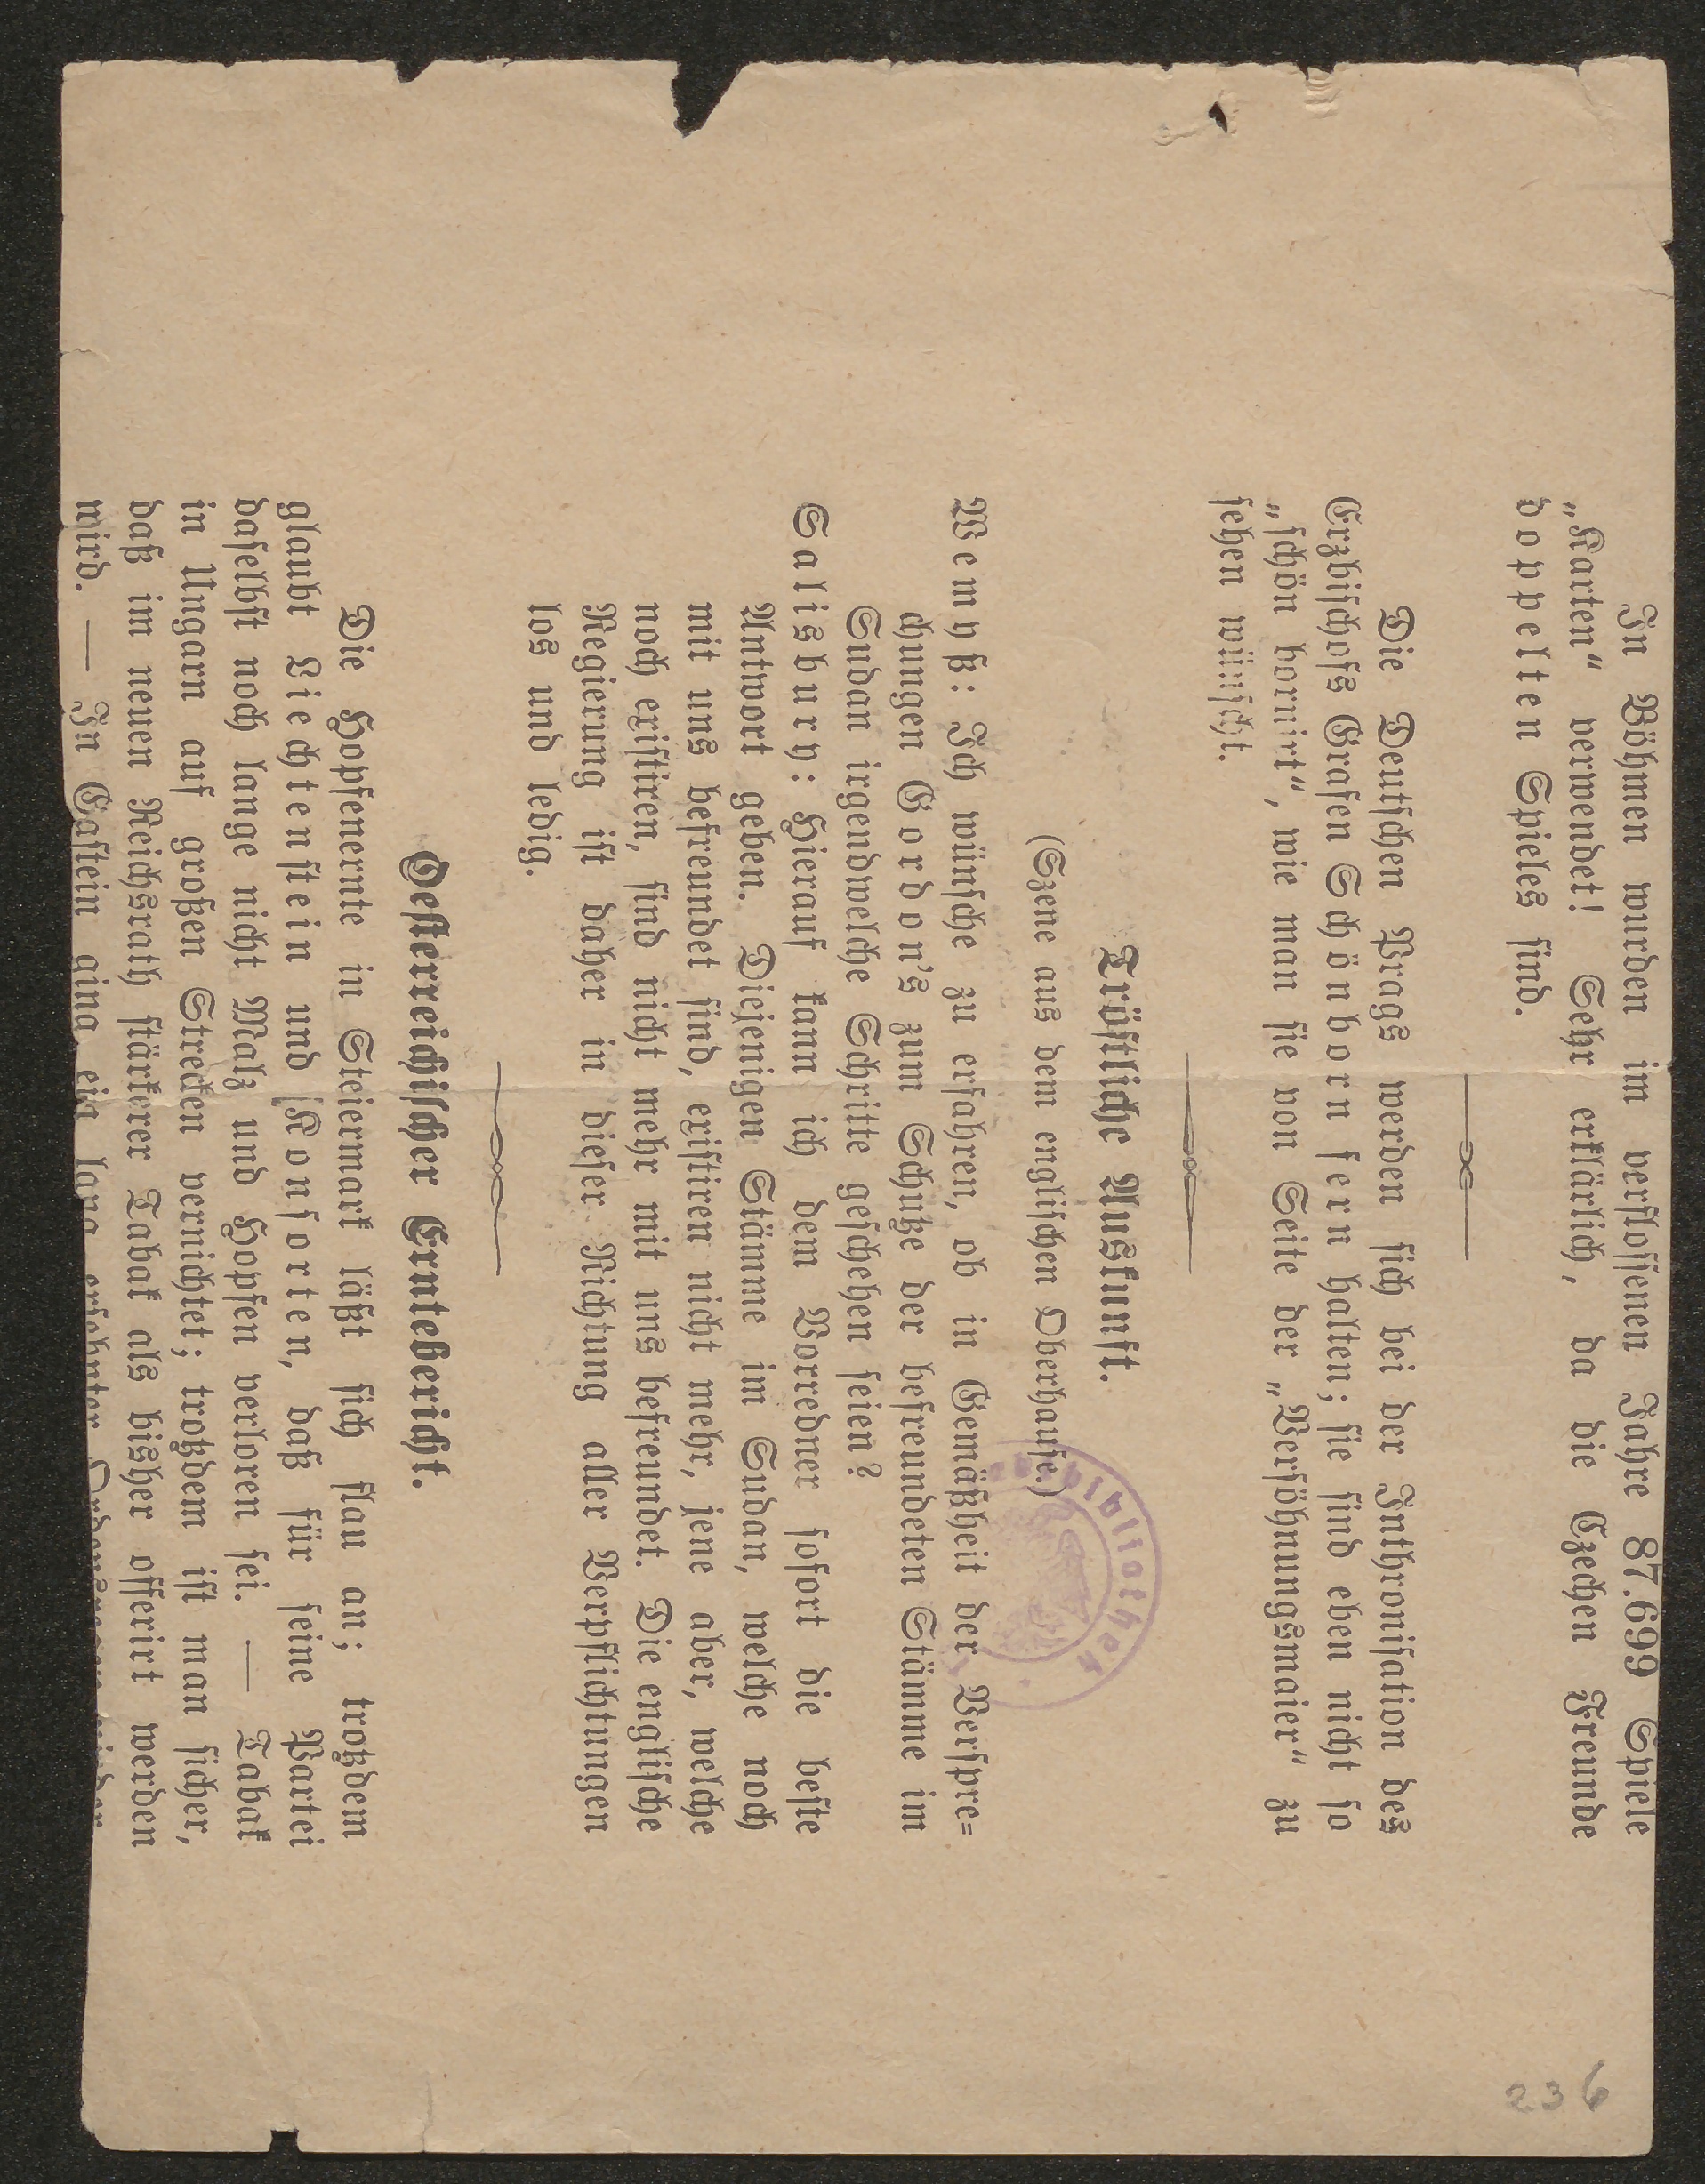 In Böhmen wurden im verflossenen Jahre 87.699 Spiele
„Karten“ verwendet! Sehr erklärlich, da die Czechen Freunde
doppelten Spieles sind.
Die Deutschen Prags werden sich bei der Inthronisation des
Erzbischofs Grafen Schönborn fern halten; sie sind eben nicht so
„schön bornirt“, wie man sie von Seite der „Versöhnungsmaier“ zu
sehen wünscht.
Tröstliche Auskunft.
(Szene aus dem englischen Oberhause.)
Wemyß: Ich wünsche zu erfahren, ob in Gemäßheit der Verspre=
chungen Gordon's zum Schutze der befreundeten Stämme im
Sudan irgendwelche Schritte geschehen seien?
Salisbury: Hierauf kann ich dem Vorredner sofort die beste
Antwort geben. Diejenigen Stämme im Sudan, welche noch
mit uns befreundet sind, existiren nicht mehr, jene aber, welche
noch existiren, sind nicht mehr mit uns befreundet. Die englische
Regierung ist daher in dieser Richtung aller Verpflichtungen
los und ledig.
Oesterreichischer Erntebericht.
Die Hopfenernte in Steiermark läßt sich flau an; trotzdem
glaubt Liechtenstein und Konsorten, daß für seine Partei
daselbst noch lange nicht Malz und Hopfen verloren sei. — Tabak
in Ungarn auf großen Strecken vernichtet; trotzdem ist man sicher,
daß im neuen Reichsrath stärkerer Tabak als bisher offerirt werden
wird. — In Gastein ging ein lang ersehnter
bibliothek
236